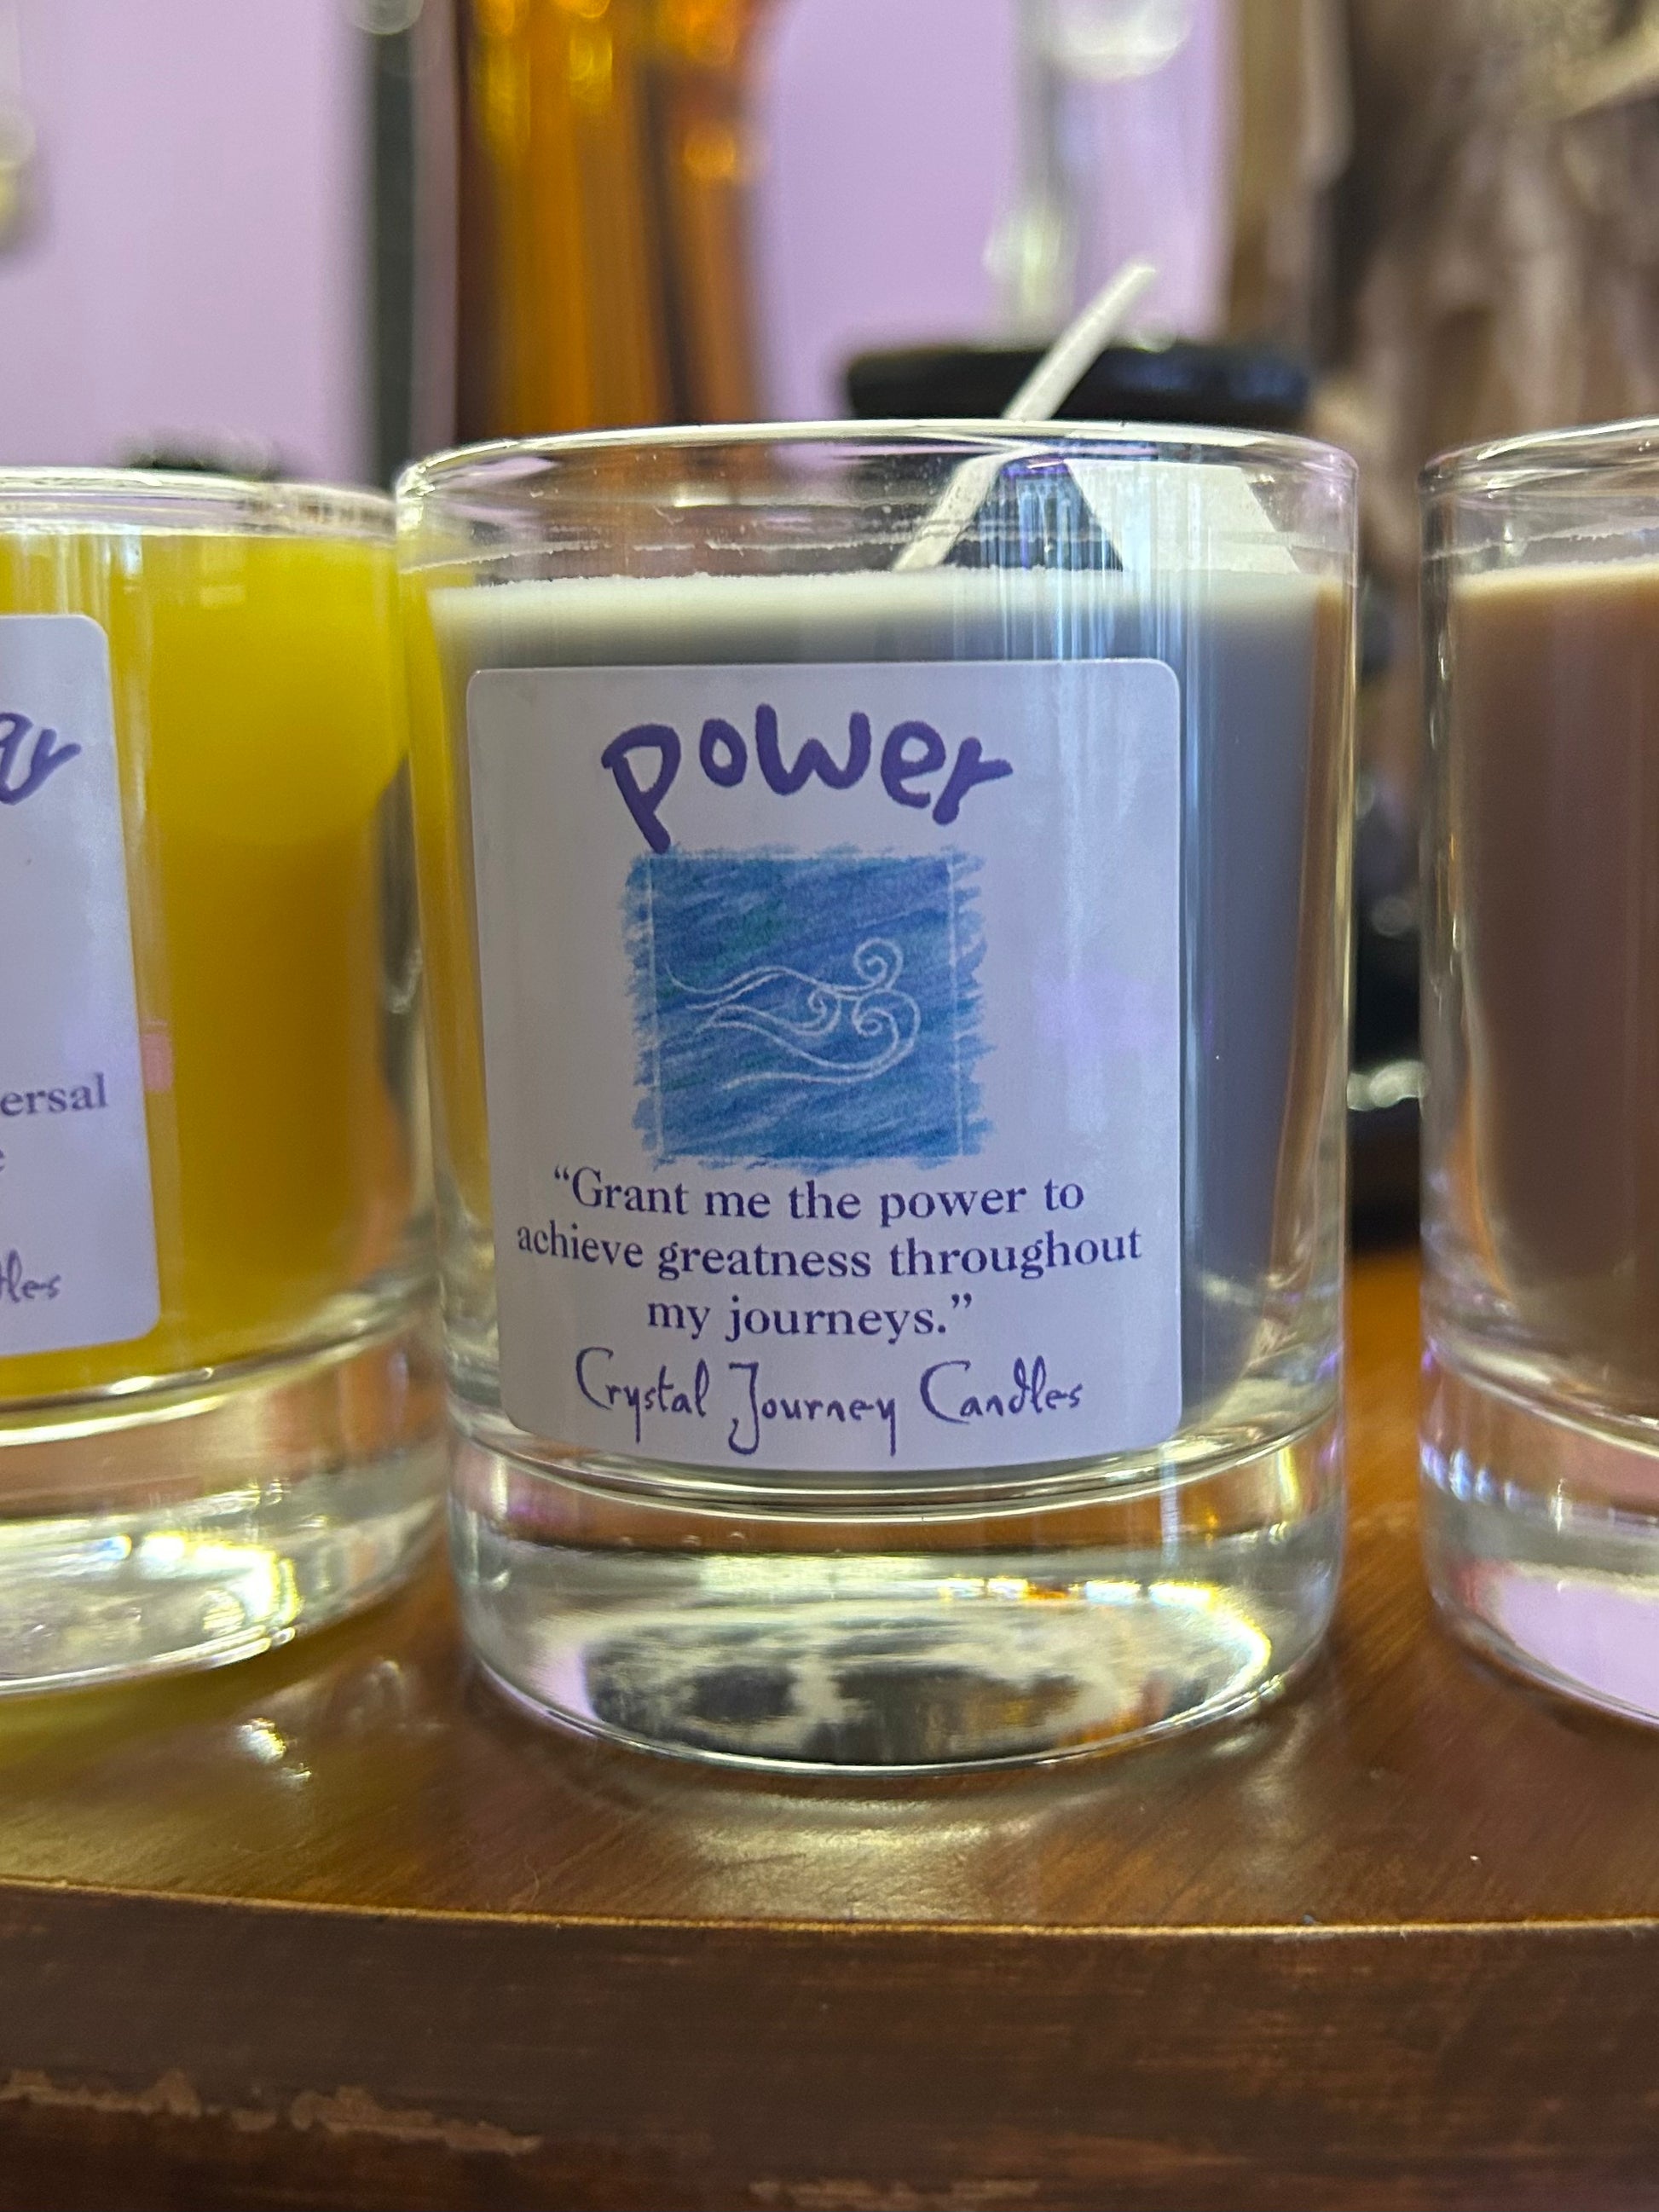 power
“Grant me the power to
achieve greatness throughout
my journeys.”
Crystal Journey Candles